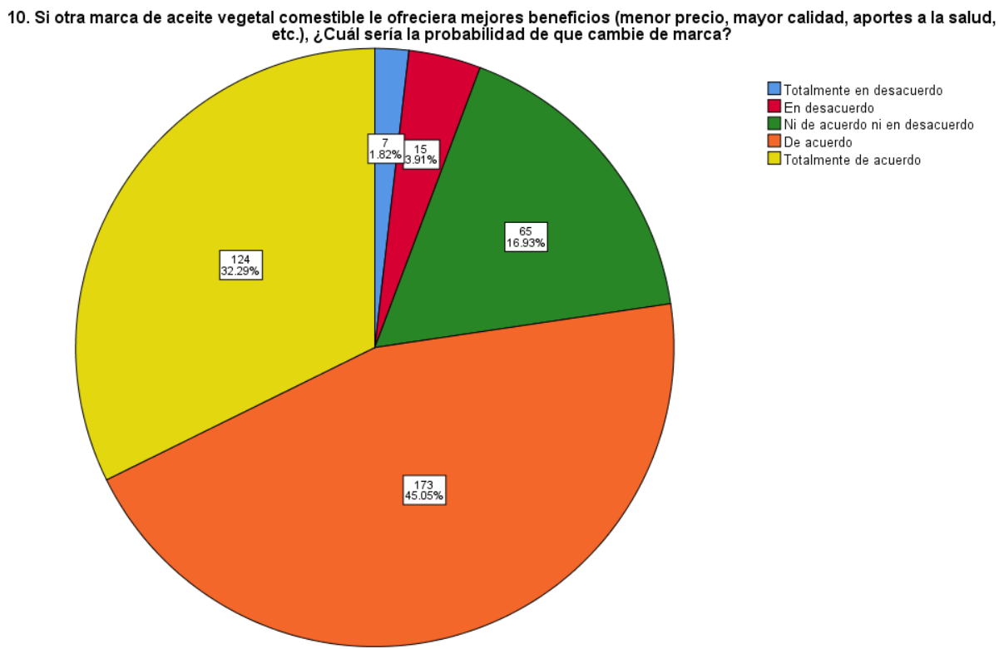 10. Si otra marca de aceite vegetal comestible le ofreciera mejores beneficios (menor precio, mayor calidad, aportes a la salud,
etc.), ¿Cuál sería la probabilidad de que cambie de marca?
Totalmente en desacuerdo
En desacuerdo
Ni de acuerdo ni en desacuerdo
De acuerdo
Totalmente de acuerdo
7
1.82%
15
3.91%
65
16.93%
124
32.29%
173
45.05%